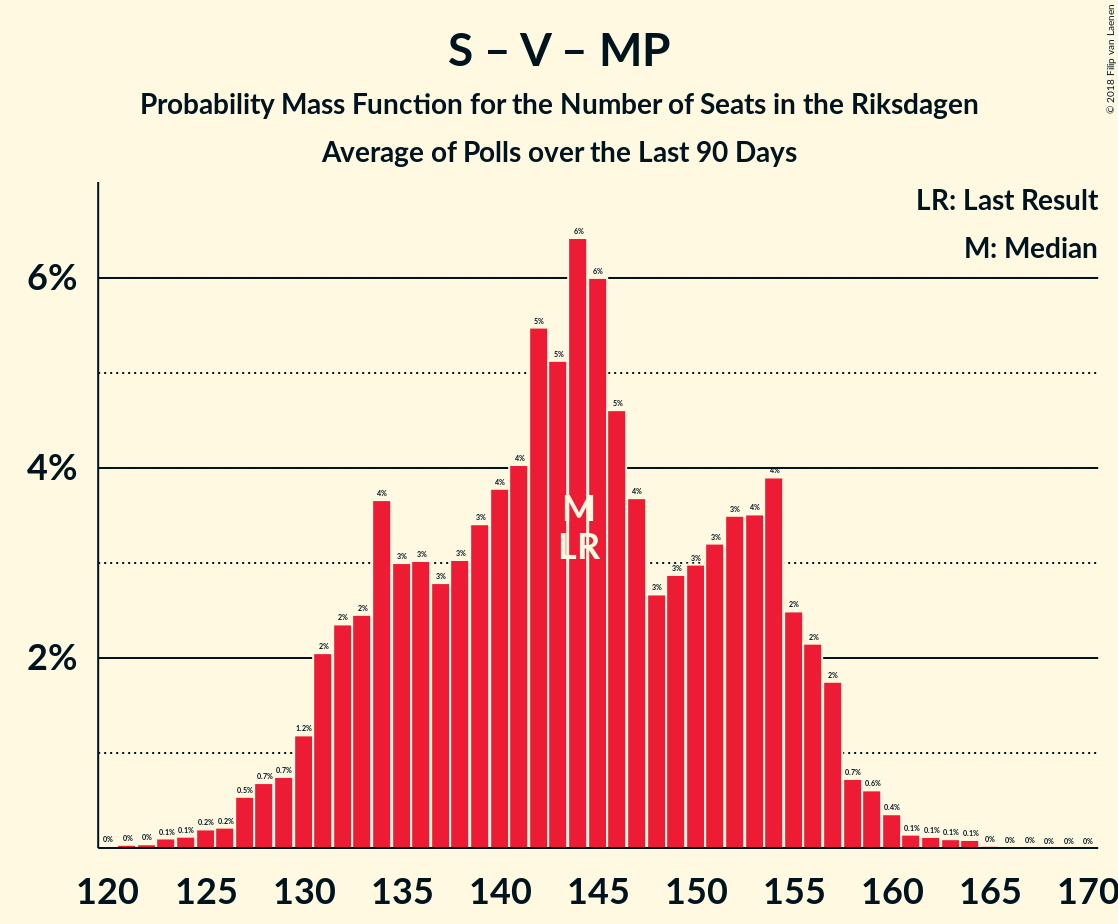 S – V – MP
Probability Mass Function for the Number of Seats in the Riksdagen
Average of Polls over the Last 90 Days
© 2018 Filip van Laenen
LR: Last Result
M: Median
6%
4%
2%
0% 0% 0% 0.1% 0.1% 0.2% 0.2% 0.5% 0.7% 0.7% 1.2% 2% 2% 2% 4% 3% 3% 3% 3% 3% 4% 4% 5% 5% 6% 6% 5% 4% 3% 3% 3% 3% 3% 4% 4% 2% 2% 2% 0.7% 0.6% 0.4% 0.1% 0.1% 0.1% 0.1% 0% 0% 0% 0% 0% 0%
M
LR
120 125 130 135 140 145 150 155 160 165 170